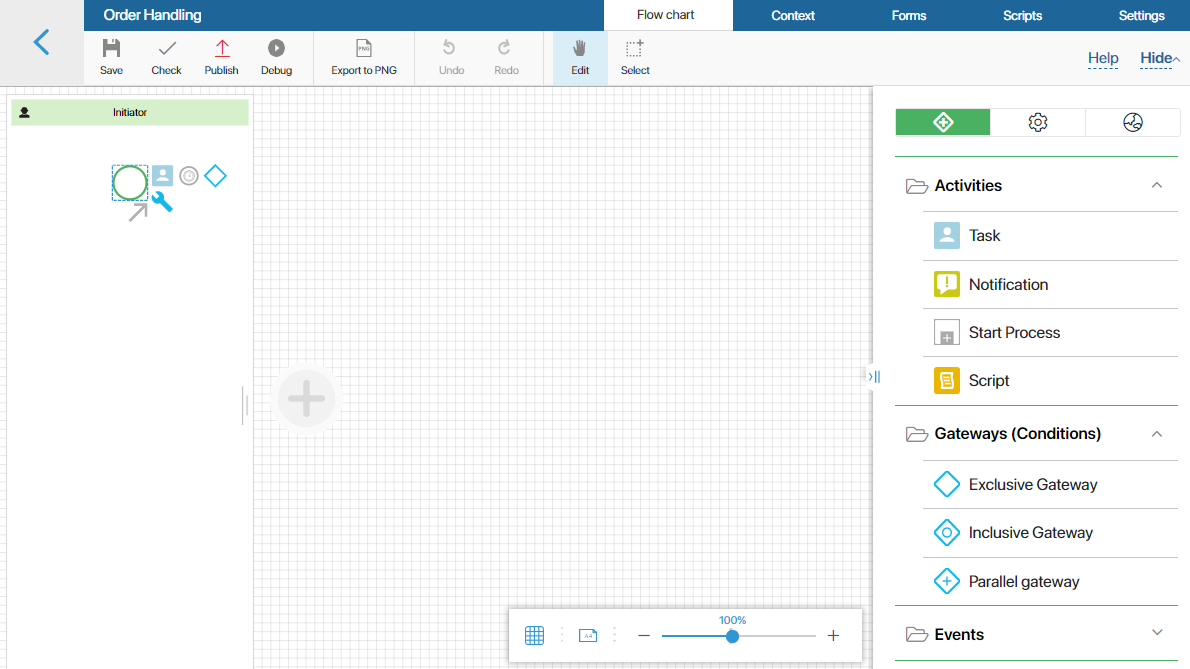 Order Handling
Flow chart
Context
Forms
Scripts
Settings
Save
Check
Publish
Debug
PNG
Export to PNG
Undo
Redo
Edit
Select
Help
Hide
Initiator
Activities
Task
Notification
Start Process
Script
Gateways (Conditions)
Exclusive Gateway
Inclusive Gateway
Parallel gateway
Events
100%
A4